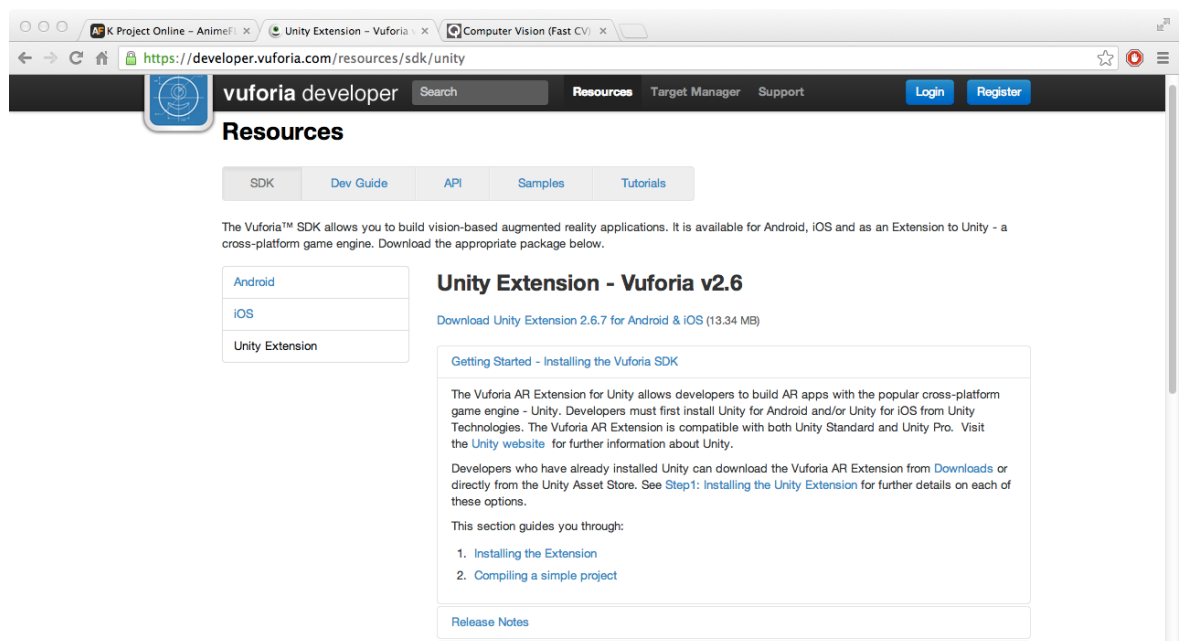 K Project Online – AnimeFL
Unity Extension – Vuforia v
Computer Vision (Fast CV)
https://developer.vuforia.com/resources/sdk/unity
vuforia developer Search Resources Target Manager Support Login Register
Resources
SDK Dev Guide API Samples Tutorials
The Vuforia™ SDK allows you to build vision-based augmented reality applications. It is available for Android, iOS and as an Extension to Unity - a
cross-platform game engine. Download the appropriate package below.
Android
iOS
Unity Extension
Unity Extension - Vuforia v2.6
Download Unity Extension 2.6.7 for Android & iOS (13.34 MB)
Getting Started - Installing the Vuforia SDK
The Vuforia AR Extension for Unity allows developers to build AR apps with the popular cross-platform
game engine - Unity. Developers must first install Unity for Android and/or Unity for iOS from Unity
Technologies. The Vuforia AR Extension is compatible with both Unity Standard and Unity Pro. Visit
the Unity website for further information about Unity.
Developers who have already installed Unity can download the Vuforia AR Extension from Downloads or
directly from the Unity Asset Store. See Step1: Installing the Unity Extension for further details on each of
these options.
This section guides you through:
1. Installing the Extension
2. Compiling a simple project
Release Notes